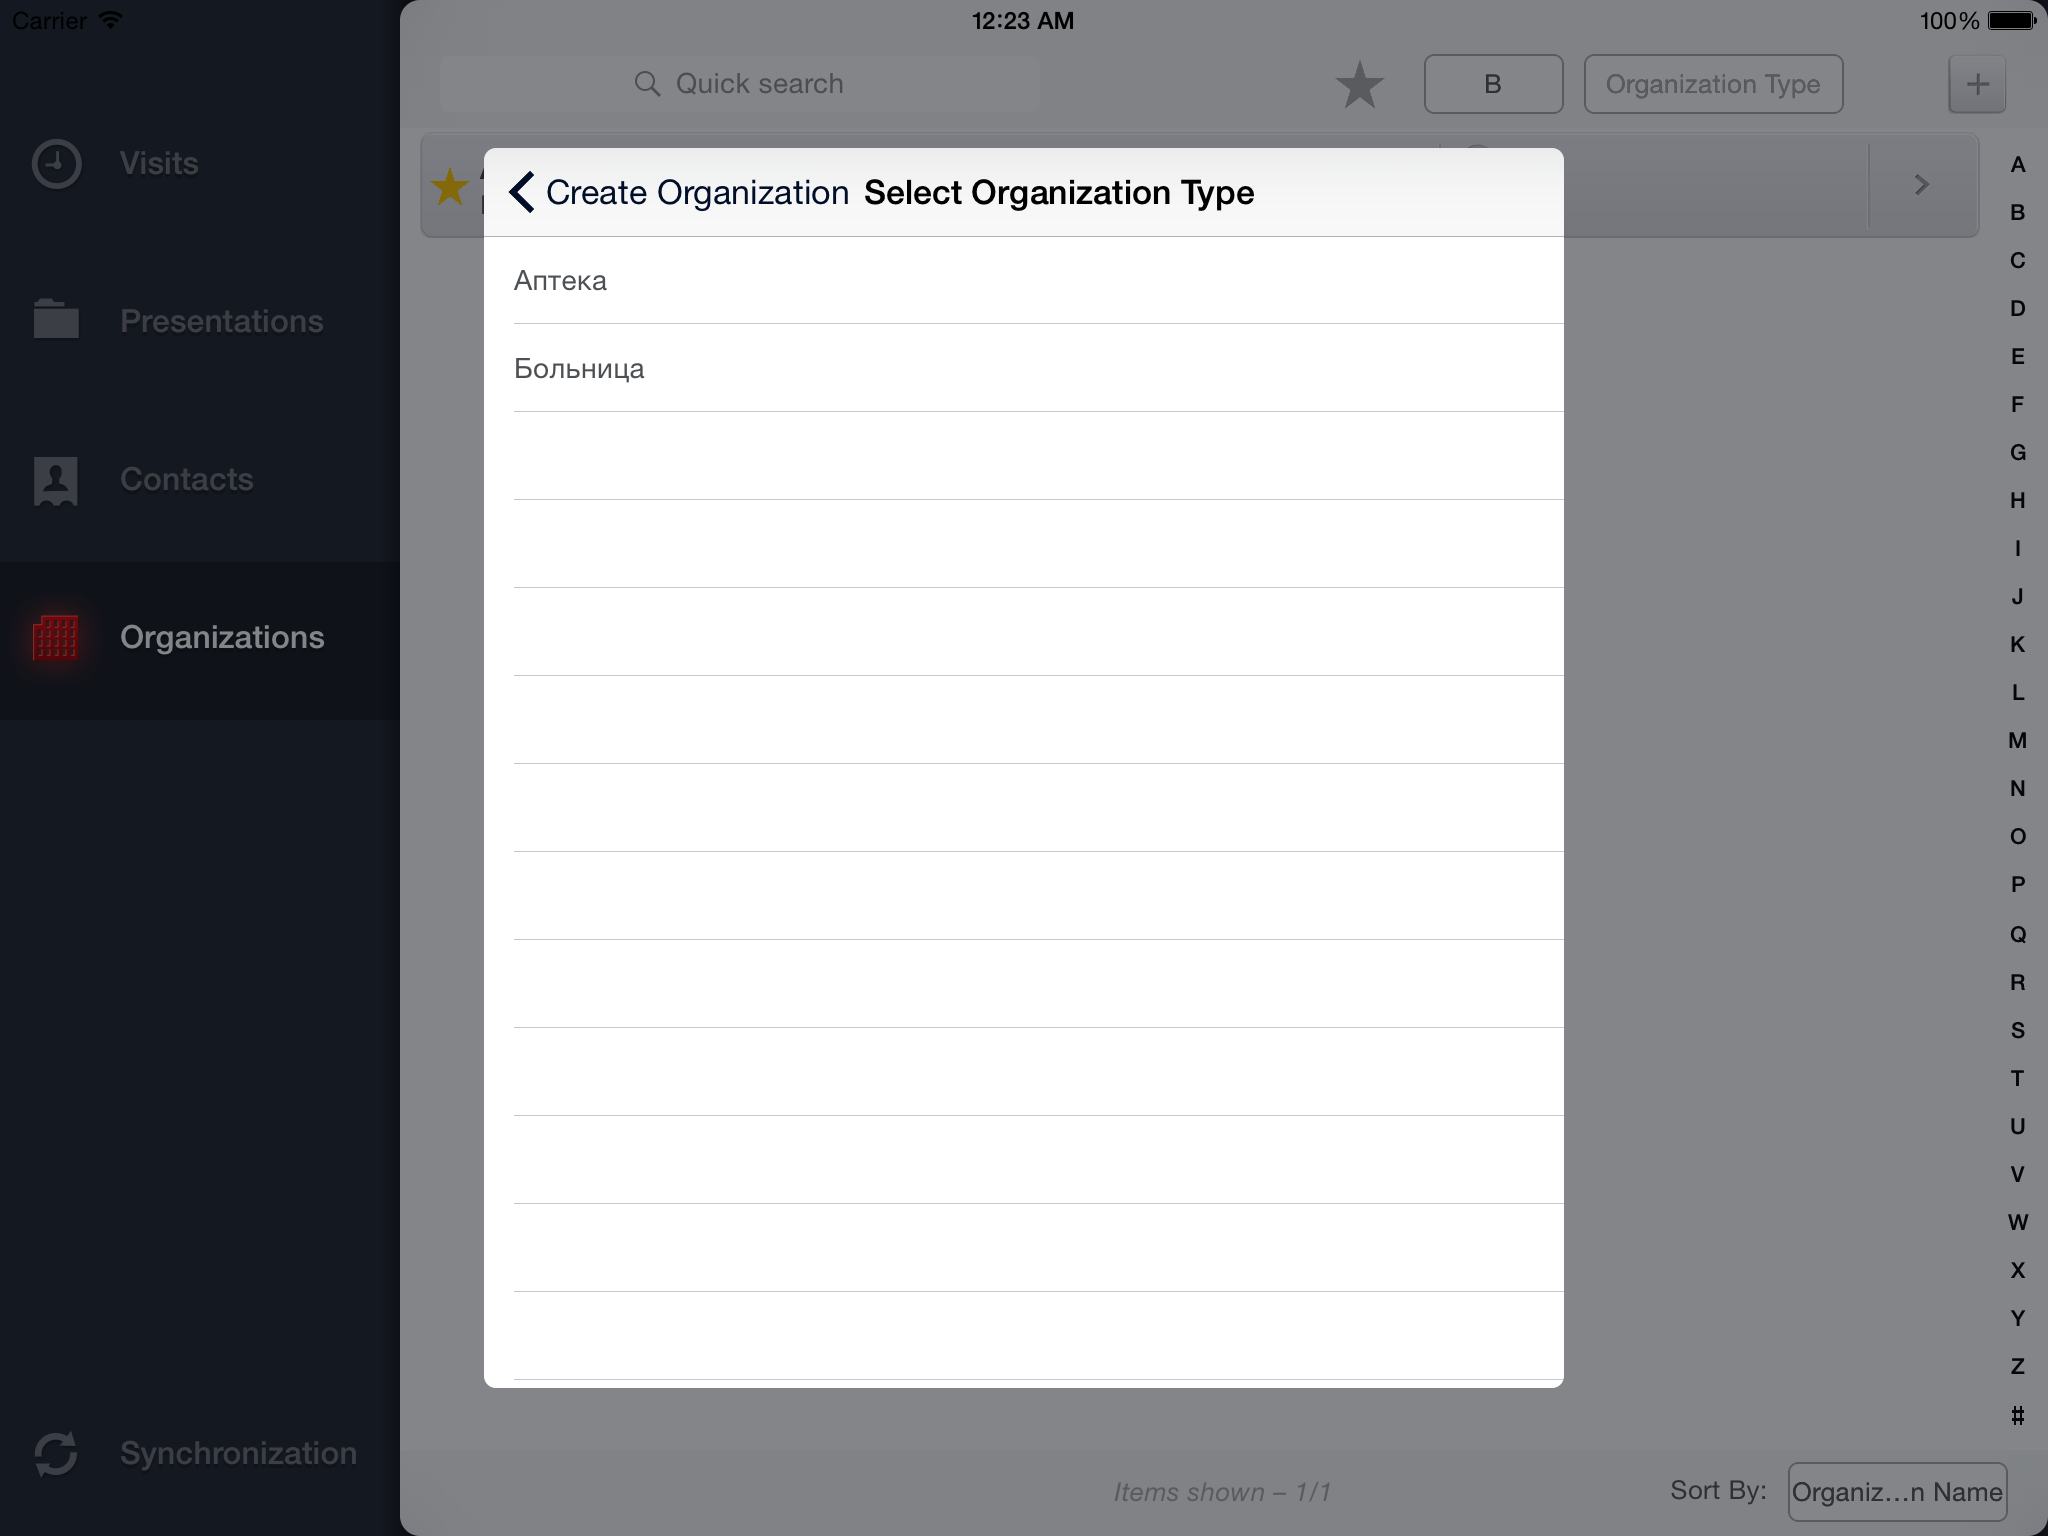 Carrier
12:23 AM
100%
Quick search
B
Organization Type
+
Visits
Presentations
Contacts
Organizations
Synchronization
Create Organization
Select Organization Type
Аптека
Больница
A
B
C
D
E
F
G
H
I
J
K
L
M
N
O
P
Q
R
S
T
U
V
W
X
Y
Z
#
Items shown – 1/1
Sort By:
Organiz...n Name